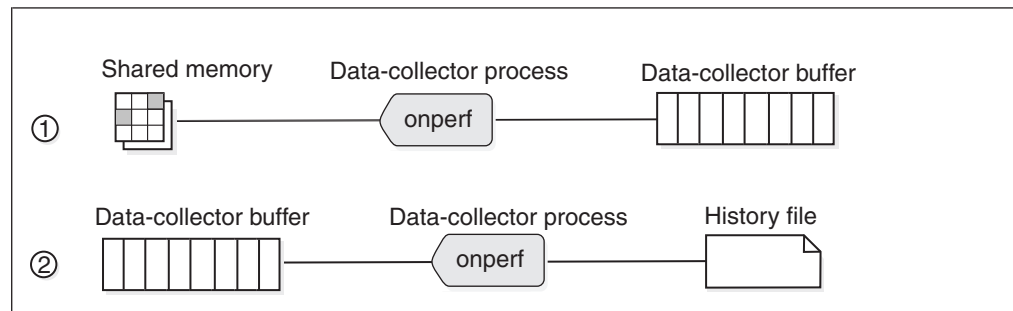 Shared memory
Data-collector process
Data-collector buffer
① onperf
Data-collector buffer
Data-collector process
History file
② onperf